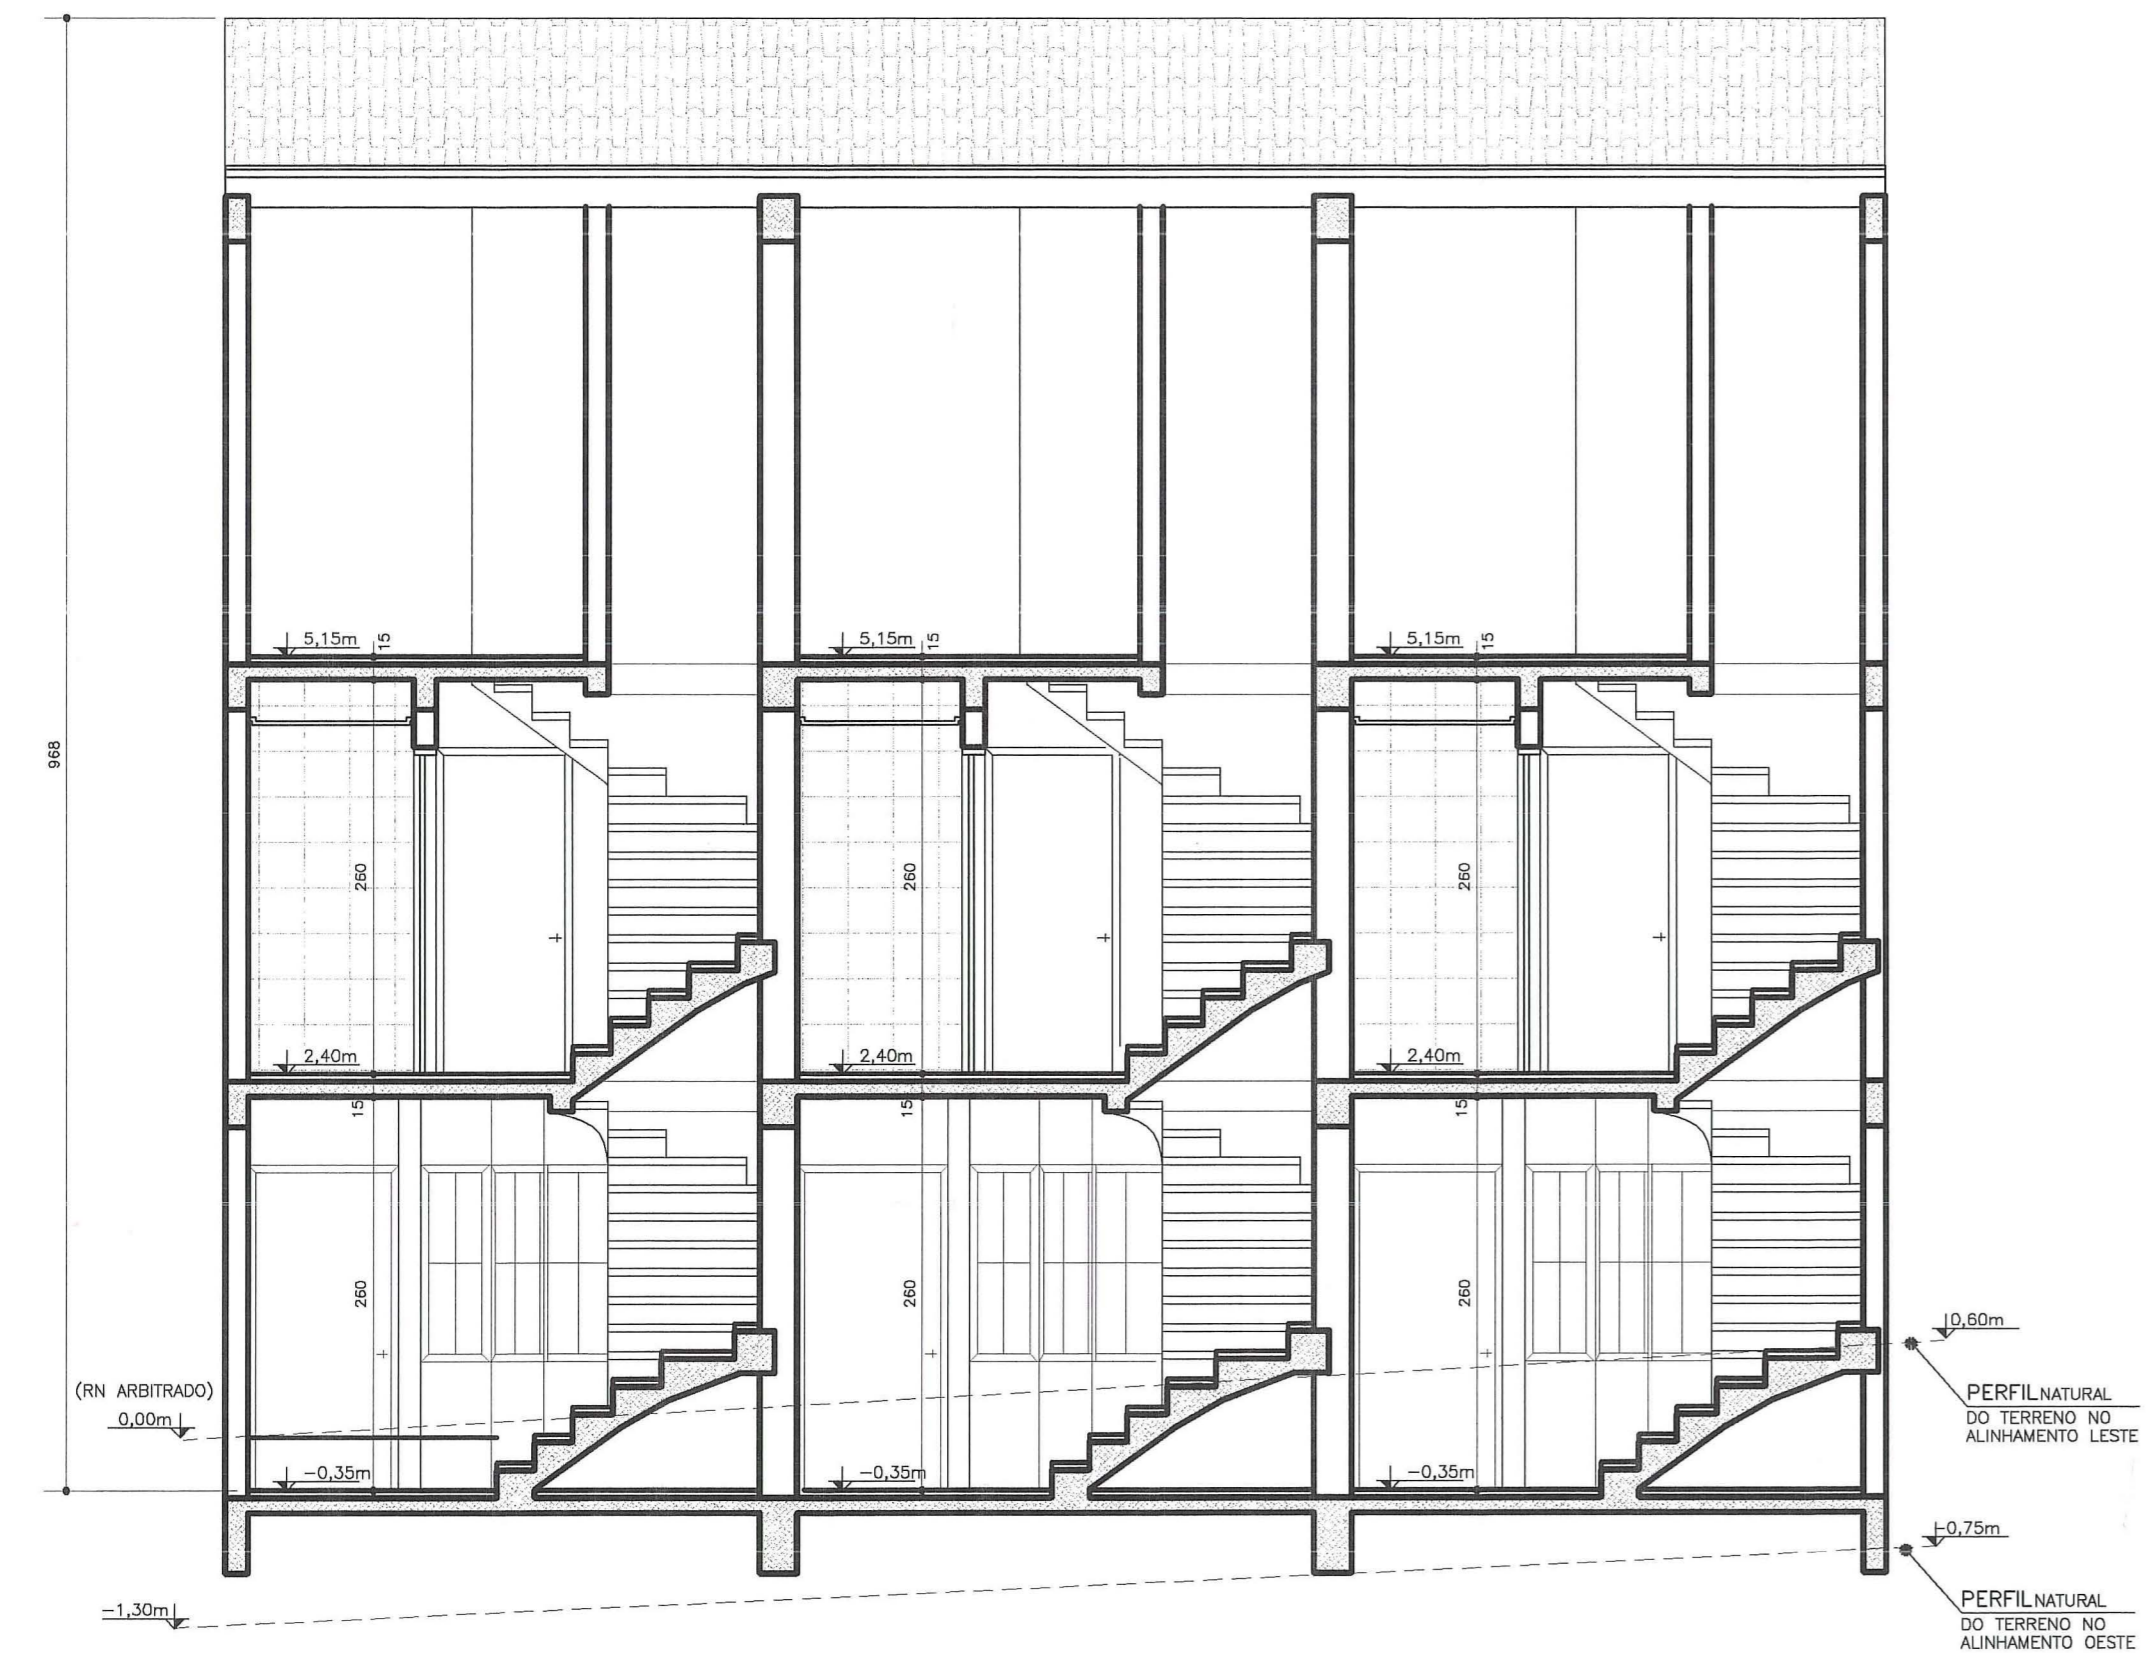 5,15m
15
5,15m
15
5,15m
15
968
260
260
260
2,40m
2,40m
2,40m
15
15
15
260
260
260
0,60m
(RN ARBITRADO)
0,00m
PERFIL NATURAL
DO TERRENO NO
ALINHAMENTO LESTE
-0,35m
-0,35m
-0,35m
-0,75m
-1,30m
PERFIL NATURAL
DO TERRENO NO
ALINHAMENTO OESTE